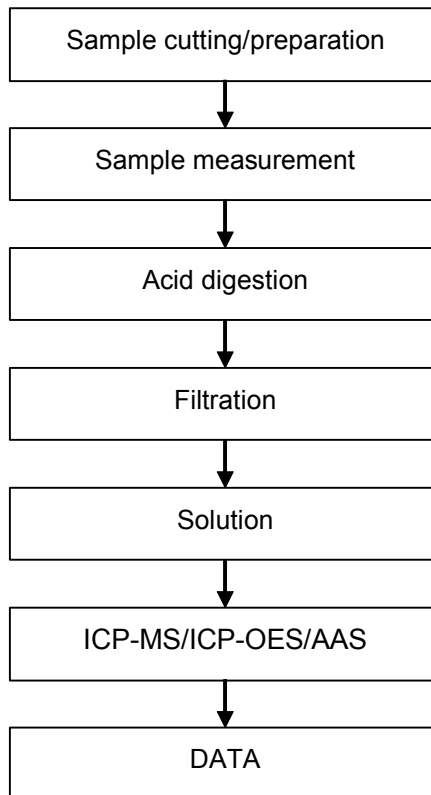 Sample cutting/preparation
Sample measurement
Acid digestion
Filtration
Solution
ICP-MS/ICP-OES/AAS
DATA